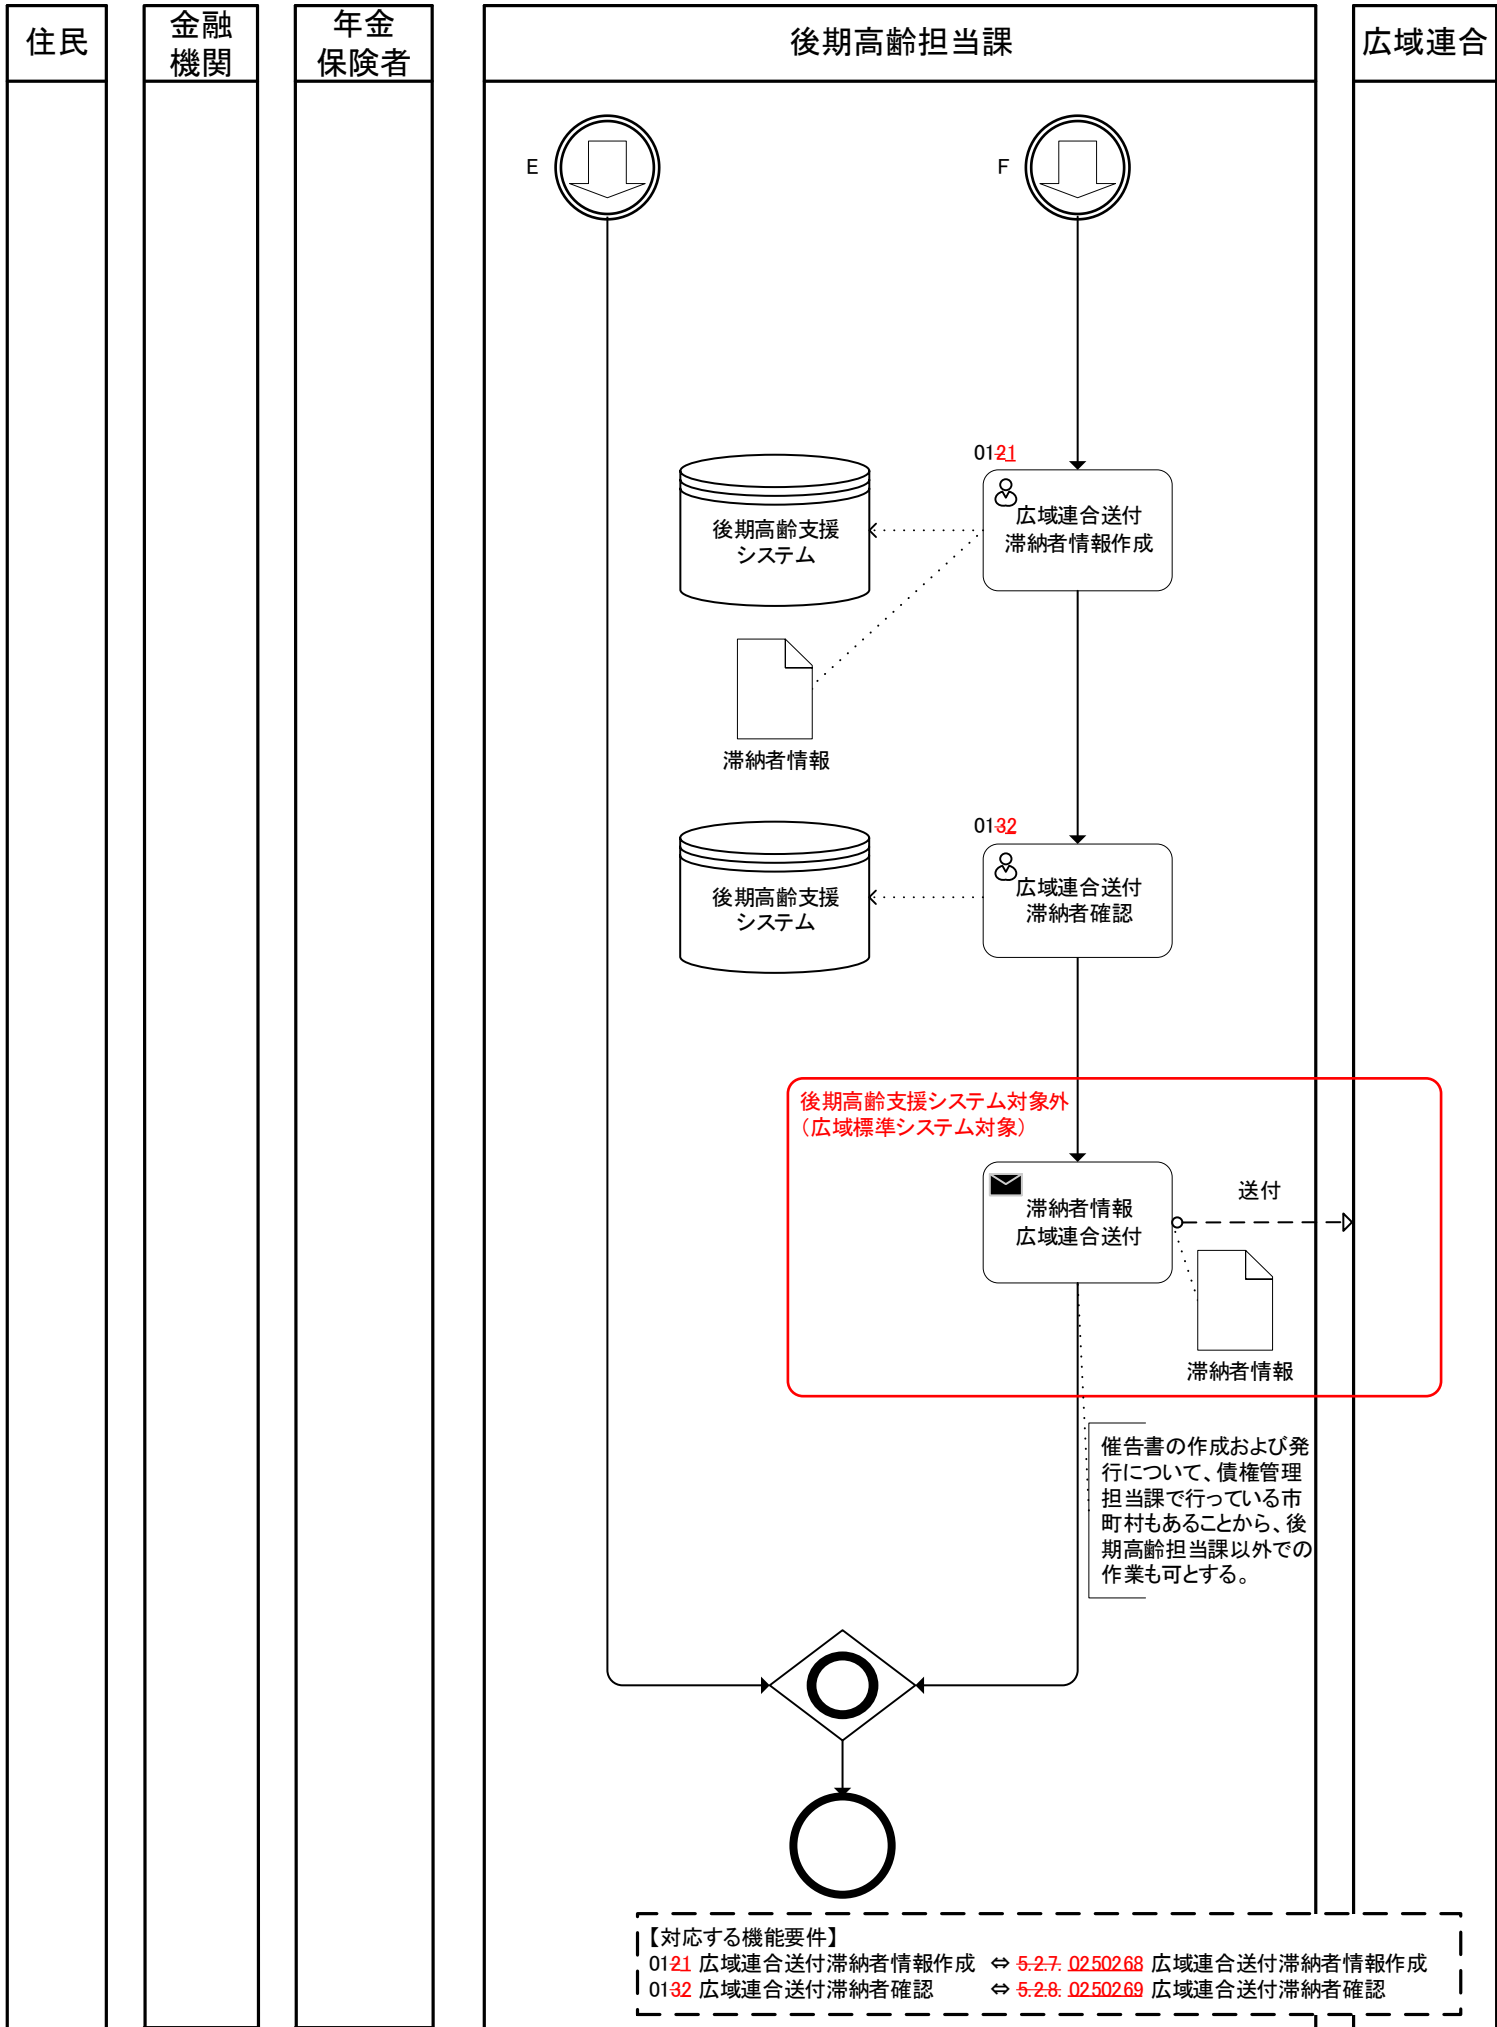 住民
金融
機関
年金
保険者
後期高齢担当課
広域連合
E
F
0121
広域連合送付
滞納者情報作成
後期高齢支援
システム
滞納者情報
0132
広域連合送付
滞納者確認
後期高齢支援
システム
後期高齢支援システム対象外
（広域標準システム対象）
滞納者情報
広域連合送付
送付
滞納者情報
催告書の作成および発
行について、債権管理
担当課で行っている市
町村もあることから、後
期高齢担当課以外での
作業も可とする。
【対応する機能要件】
0121 広域連合送付滞納者情報作成 ⇔ 5.2.7. 0250268 広域連合送付滞納者情報作成
0132 広域連合送付滞納者確認 ⇔ 5.2.8. 0250269 広域連合送付滞納者確認